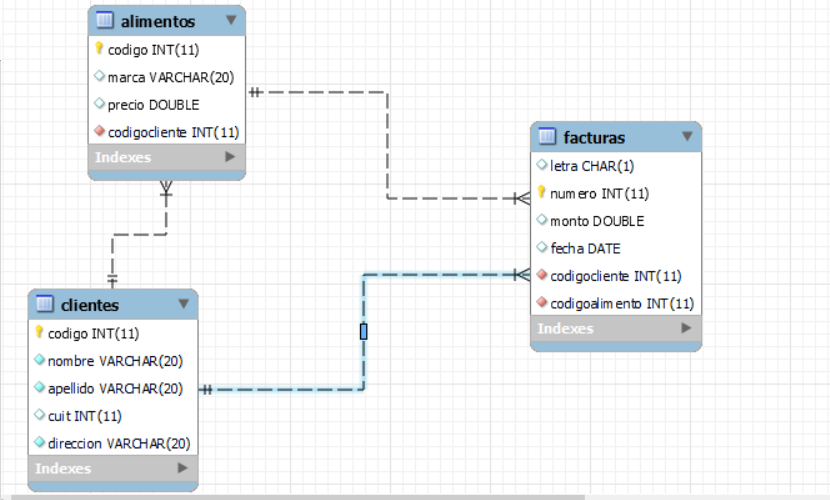 alimentos
codigo INT(11)
marca VARCHAR(20)
precio DOUBLE
codigocliente INT(11)
Indexes
facturas
letra CHAR(1)
numero INT(11)
monto DOUBLE
fecha DATE
codigocliente INT(11)
codigoalimento INT(11)
Indexes
clientes
codigo INT(11)
nombre VARCHAR(20)
apellido VARCHAR(20)
cuit INT(11)
direccion VARCHAR(20)
Indexes